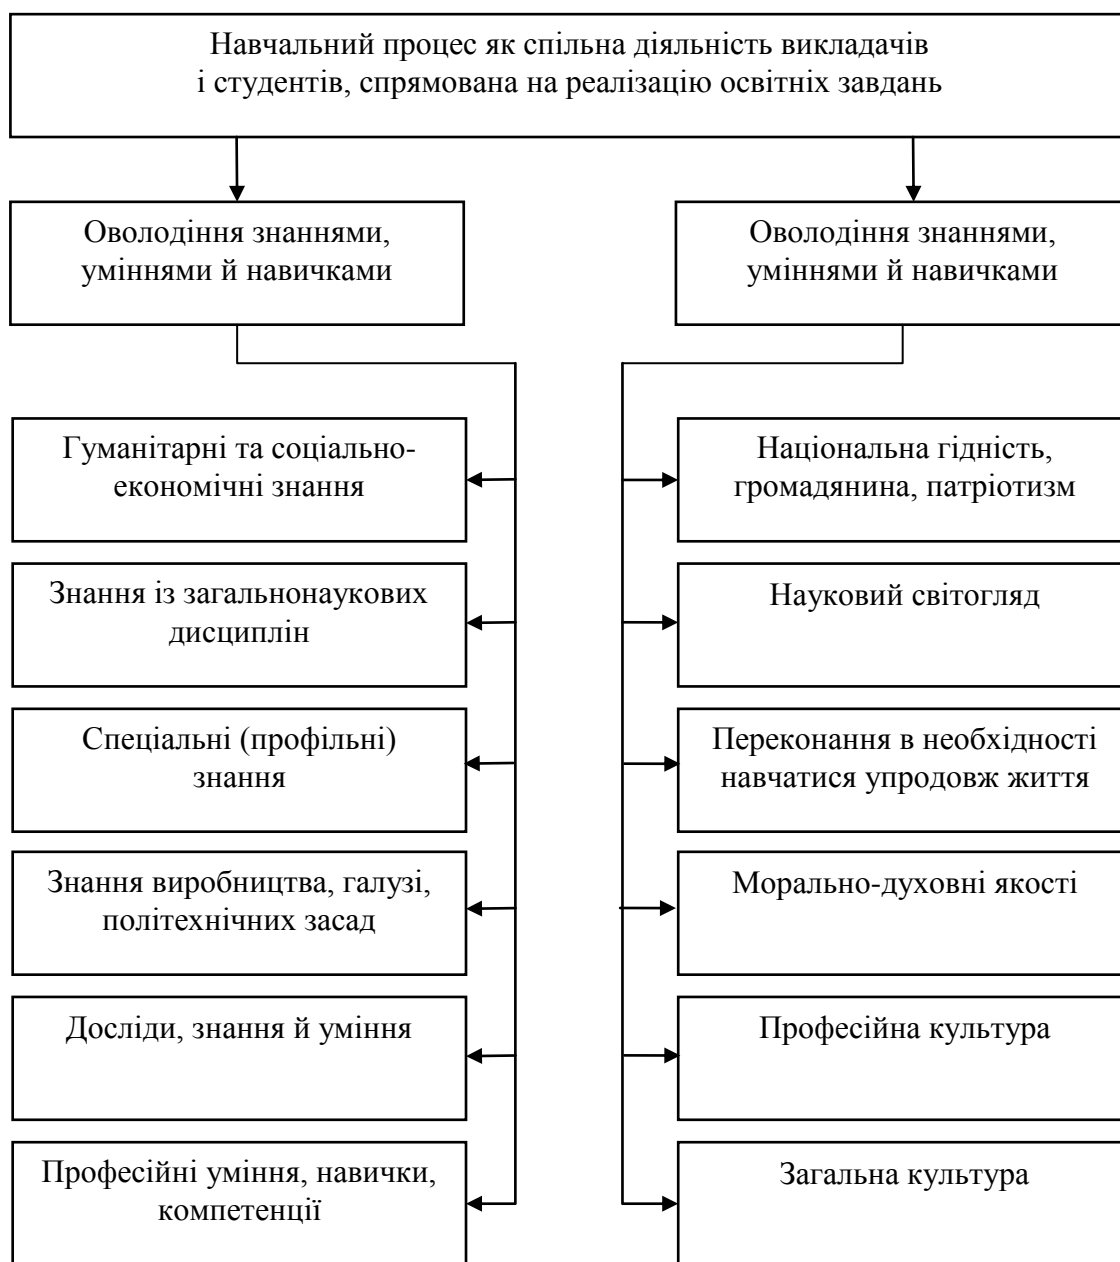 Навчальний процес як спільна діяльність викладачів
і студентів, спрямована на реалізацію освітніх завдань
Оволодіння знаннями,
уміннями й навичками
Оволодіння знаннями,
уміннями й навичками
Гуманітарні та соціально-
економічні знання
Національна гідність,
громадянина, патріотизм
Знання із загальнонаукових
дисциплін
Науковий світогляд
Спеціальні (профільні)
знання
Переконання в необхідності
навчатися упродовж життя
Знання виробництва, галузі,
політехнічних засад
Морально-духовні якості
Досліди, знання й уміння
Професійна культура
Професійні уміння, навички,
компетенції
Загальна культура